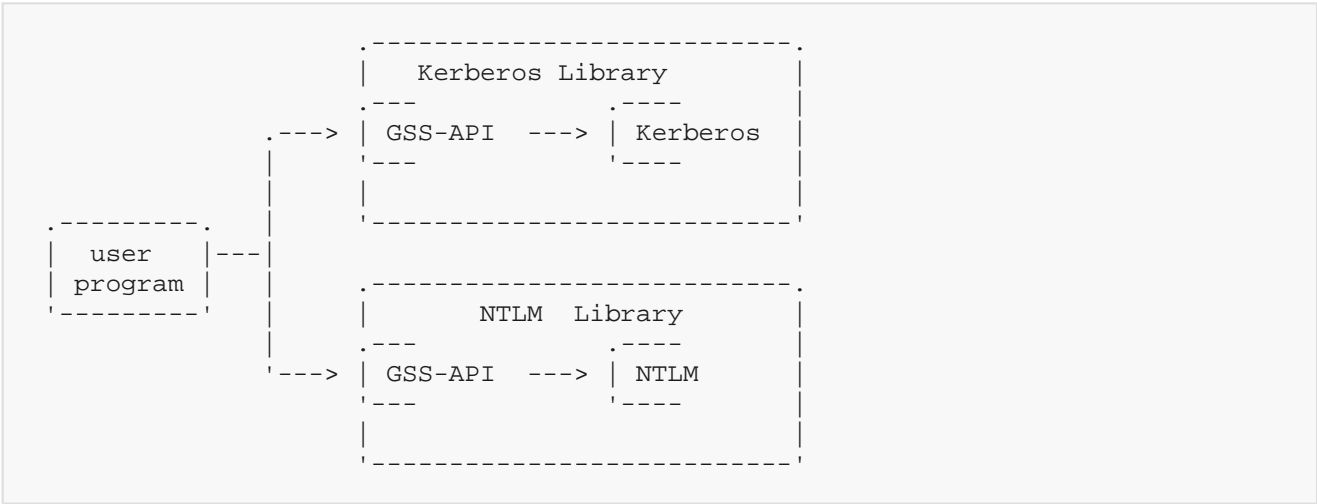 Kerberos Library
GSS-API ---> Kerberos
user
program
NTLM Library
GSS-API ---> NTLM